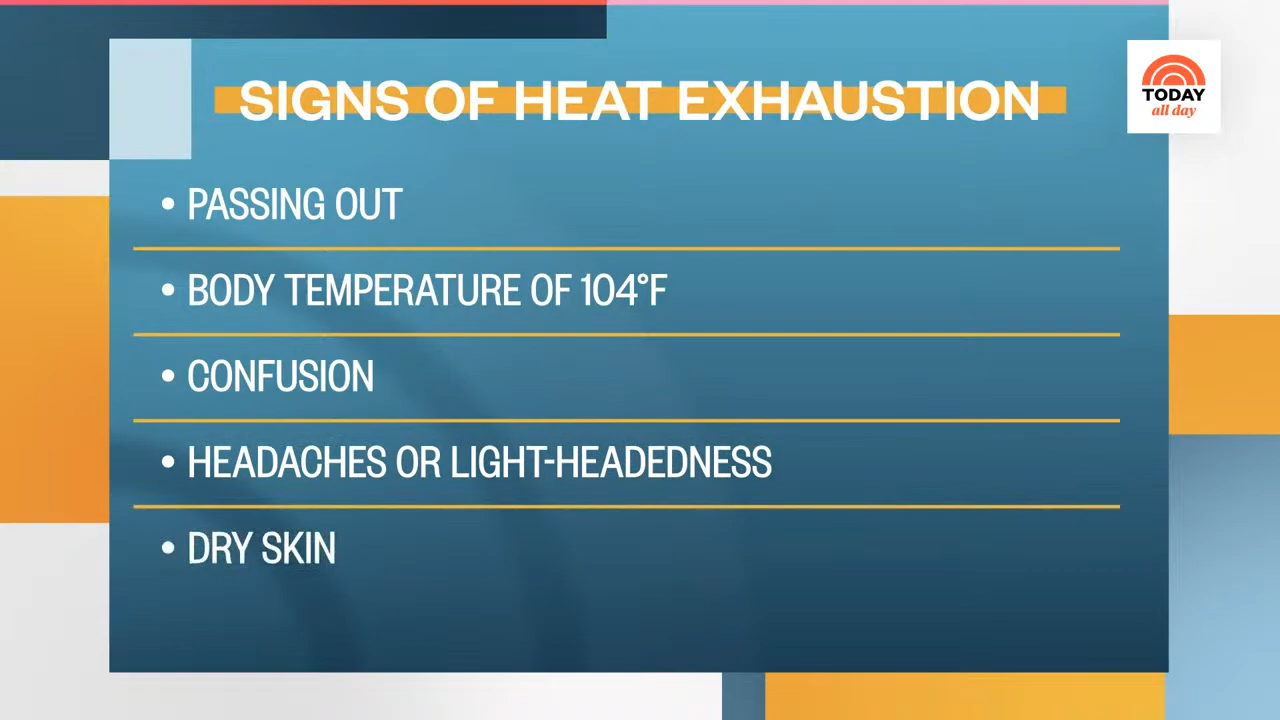 SIGNS OF HEAT EXHAUSTION
TODAY
all day
• PASSING OUT
• BODY TEMPERATURE OF 104°F
• CONFUSION
• HEADACHES OR LIGHT-HEADEDNESS
• DRY SKIN